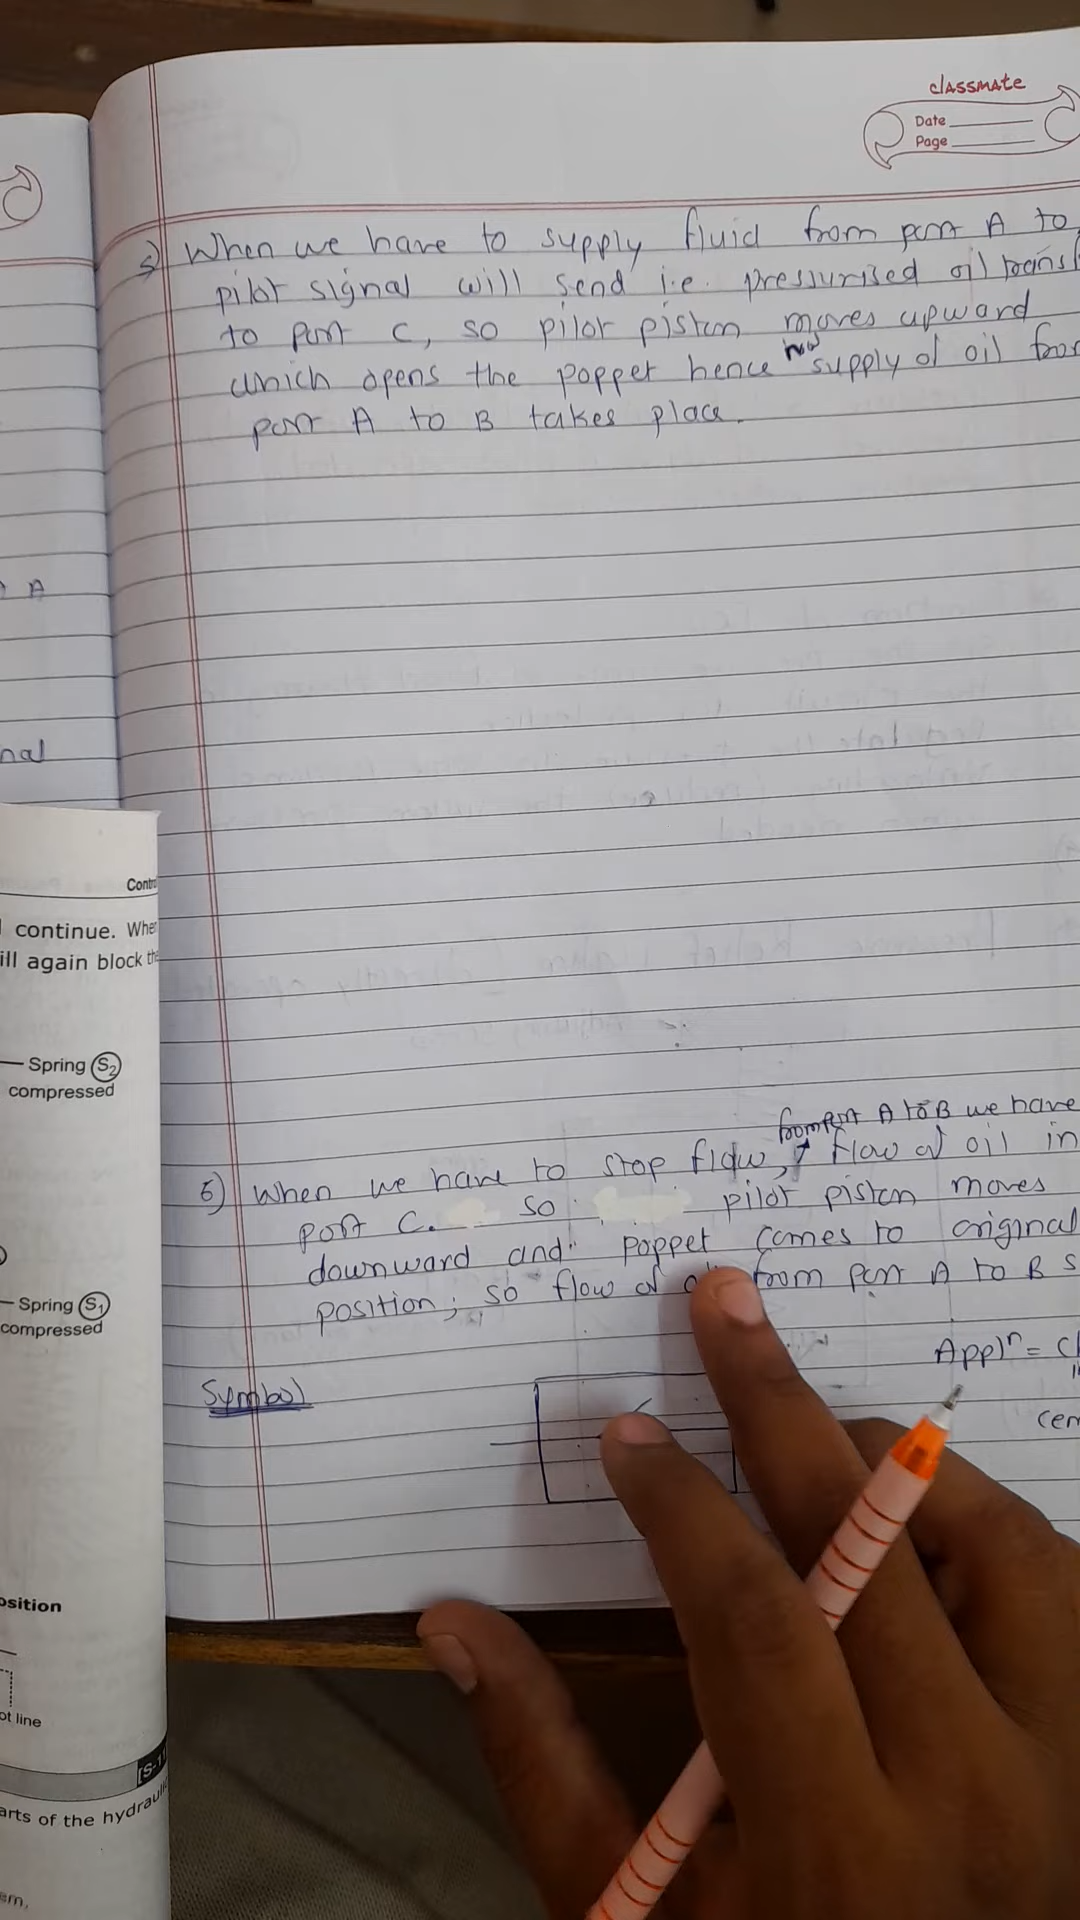 classmate
Date
Page
5) When we have to supply fluid from port A to
pilot signal will send i.e. pressurised oil
to port C, so pilot piston moves upward
which opens the poppet hence now supply of oil from
port A to B takes place.
A
nal
Contr
continue. When
ill again block the
Spring S2
compressed
from port A to B we have
6) When we have to stop flow, flow of oil in
port C. so pilot piston moves
downward and poppet comes to original
position; so flow of from port A to B s
Spring S1
compressed
Appln =
Symbol
osition
ot line
[S-1
arts of the hydraulic
em,